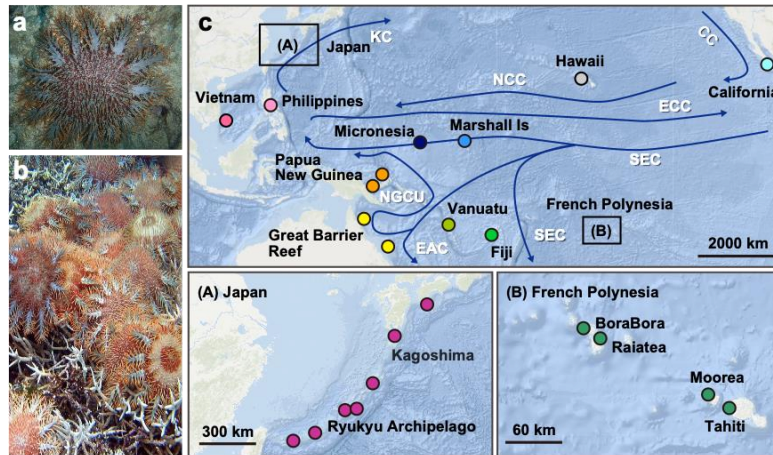 a
b
c
(A)
Japan
KC
CC
Hawaii
NCC
California
Vietnam
Philippines
ECC
Micronesia
Marshall Is
SEC
Papua
New Guinea
NGCU
Vanuatu
French Polynesia
(B)
Great Barrier
Reef
EAC
Fiji
SEC
2000 km
(A) Japan
Kagoshima
Ryukyu Archipelago
300 km
(B) French Polynesia
BoraBora
Raiatea
Moorea
Tahiti
60 km